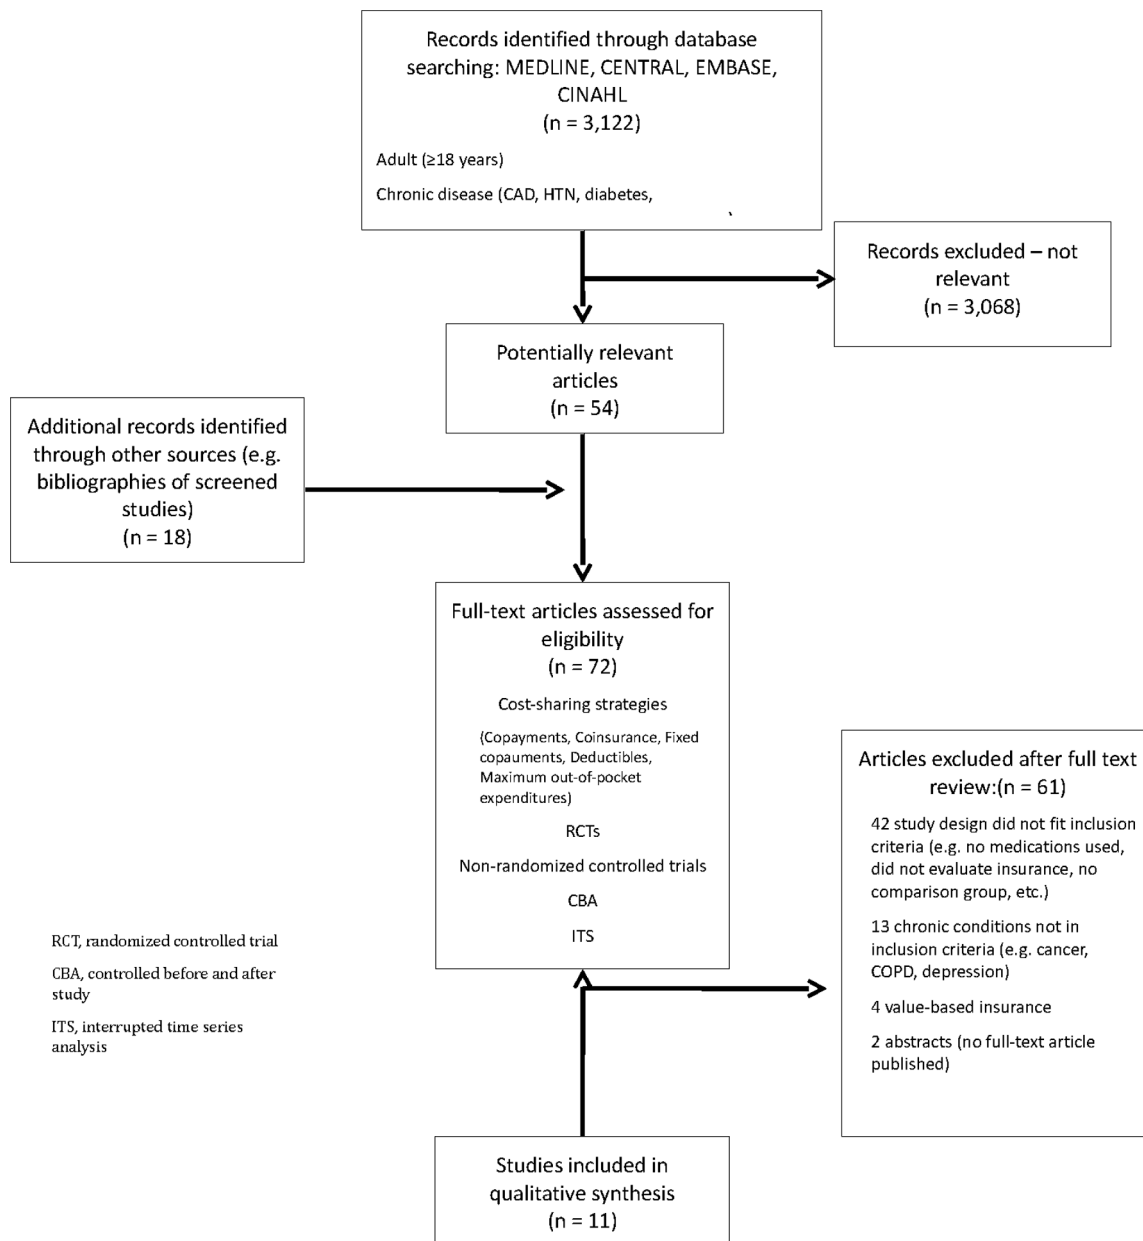 Records identified through database
searching: MEDLINE, CENTRAL, EMBASE,
CINAHL
(n = 3,122)
Adult (≥18 years)
Chronic disease (CAD, HTN, diabetes,
Records excluded – not
relevant
(n = 3,068)
Potentially relevant
articles
(n = 54)
Additional records identified
through other sources (e.g.
bibliographies of screened
studies)
(n = 18)
Full-text articles assessed for
eligibility
(n = 72)
Cost-sharing strategies
(Copayments, Coinsurance, Fixed
copauments, Deductibles,
Maximum out-of-pocket
expenditures)
RCTs
Non-randomized controlled trials
CBA
ITS
Articles excluded after full text
review:(n = 61)
42 study design did not fit inclusion
criteria (e.g. no medications used,
did not evaluate insurance, no
comparison group, etc.)
13 chronic conditions not in
inclusion criteria (e.g. cancer,
COPD, depression)
4 value-based insurance
2 abstracts (no full-text article
published)
RCT, randomized controlled trial
CBA, controlled before and after
study
ITS, interrupted time series
analysis
Studies included in
qualitative synthesis
(n = 11)